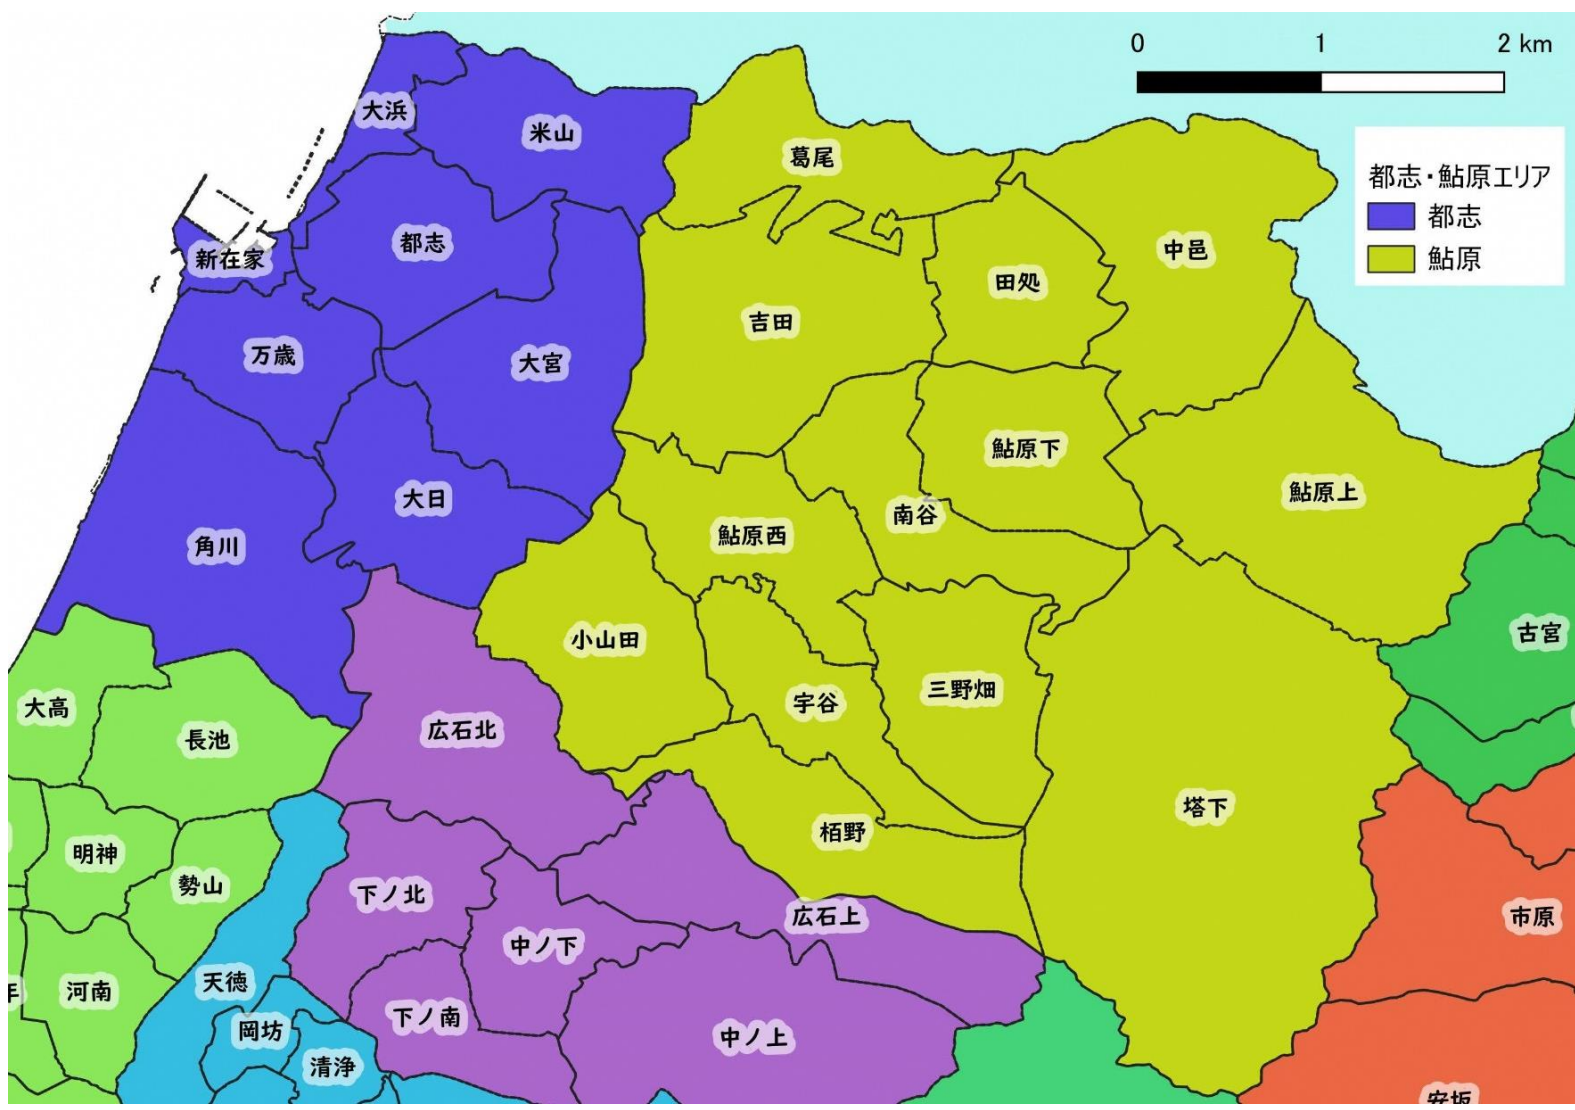 0 1 2 km
都志・鮎原エリア
都志
鮎原
大浜
米山
葛尾
都志
新在家
中邑
田処
吉田
万歳
大宮
鮎原下
大日
鮎原上
南谷
鮎原西
角川
小山田
古宮
三野畑
宇谷
大高
長池
広石北
塔下
栢野
明神
勢山
下ノ北
広石上
市原
中ノ下
天徳
河南
下ノ南
岡坊
中ノ上
清浄
安坂